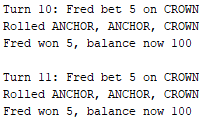 Turn 10: Fred bet 5 on CROWN
Rolled ANCHOR, ANCHOR, CROWN
Fred won 5, balance now 100
Turn 11: Fred bet 5 on CROWN
Rolled ANCHOR, ANCHOR, CROWN
Fred won 5, balance now 100